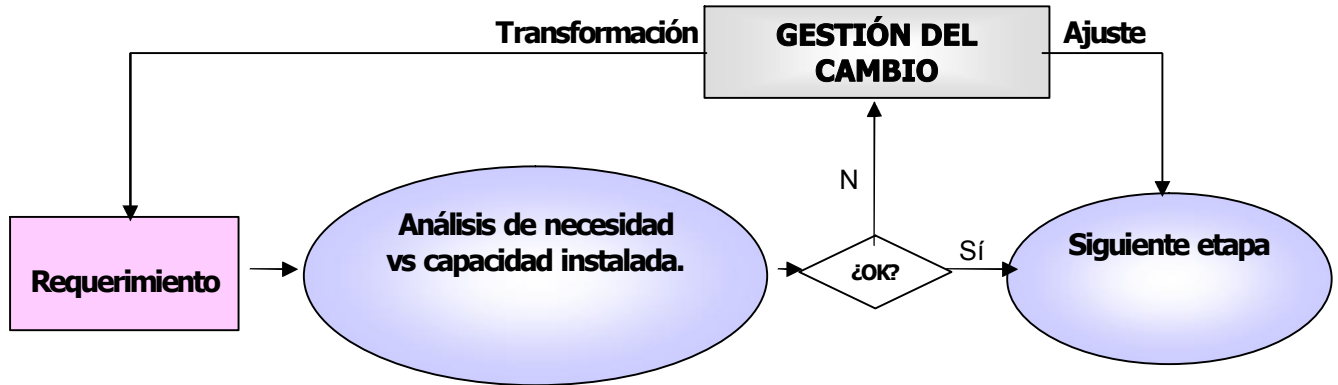 Transformación
GESTIÓN DEL
CAMBIO
Ajuste
N
Requerimiento
Análisis de necesidad
vs capacidad instalada.
¿OK?
Sí
Siguiente etapa